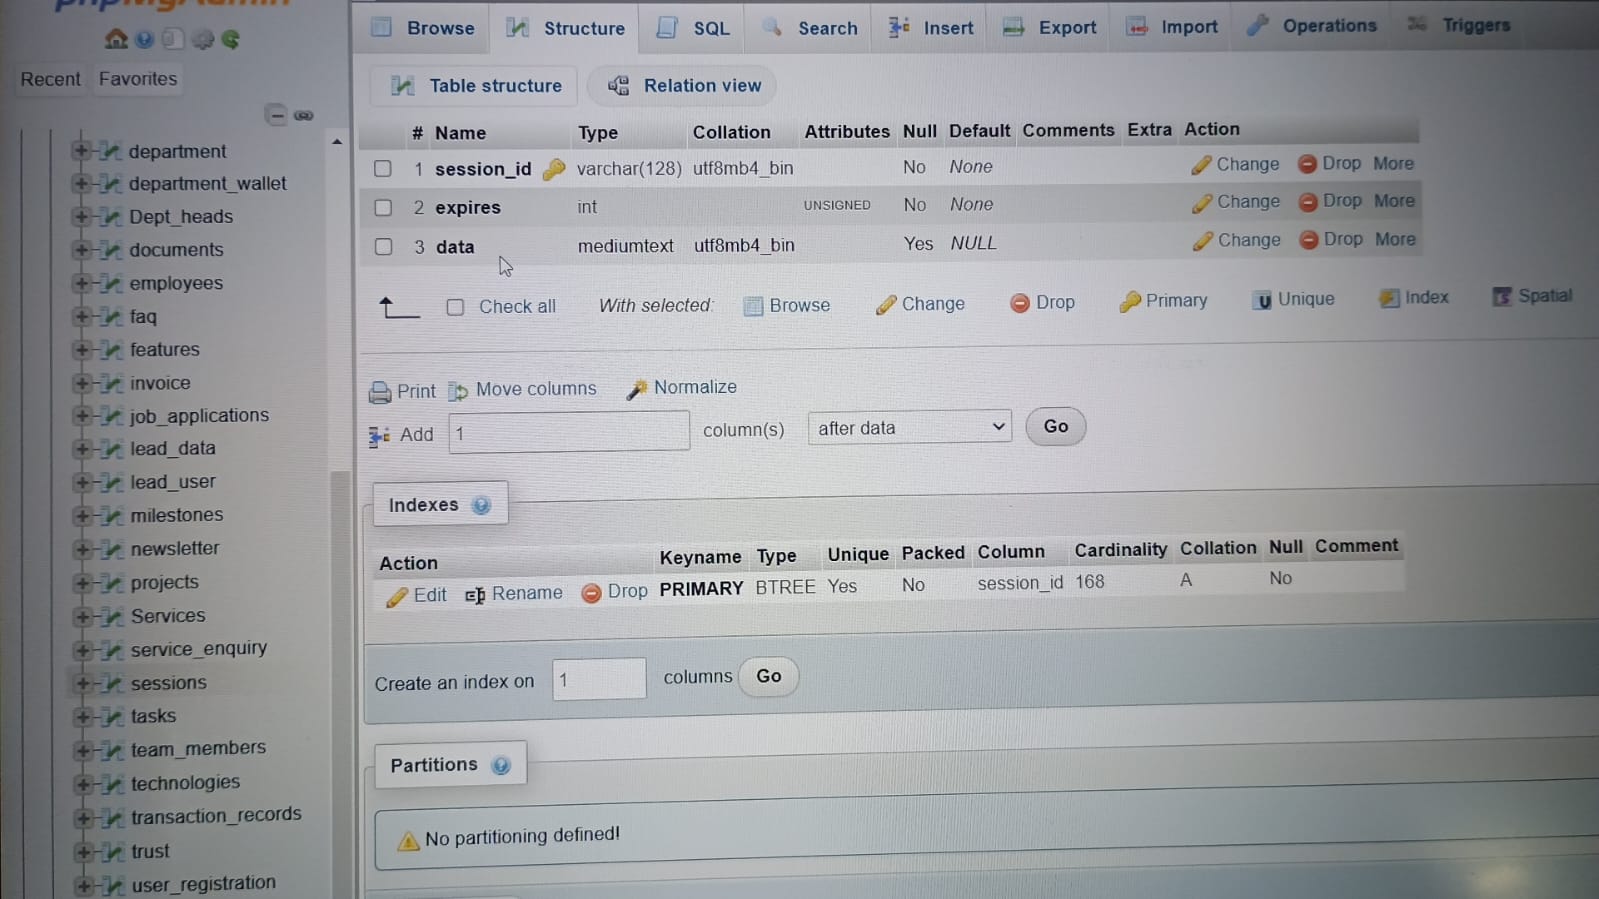 phpMyAdmin
Recent Favorites
department
department_wallet
Dept_heads
documents
employees
faq
features
invoice
job_applications
lead_data
lead_user
milestones
newsletter
projects
Services
service_enquiry
sessions
tasks
team_members
technologies
transaction_records
trust
user_registration
Browse Structure SQL Search Insert Export Import Operations Triggers
Table structure Relation view
# Name Type Collation Attributes Null Default Comments Extra Action
1 session_id varchar(128) utf8mb4_bin No None Change Drop More
2 expires int UNSIGNED No None Change Drop More
3 data mediumtext utf8mb4_bin Yes NULL Change Drop More
Check all With selected: Browse Change Drop Primary Unique Index Spatial
Print Move columns Normalize
Add 1 column(s) after data Go
Indexes
Action Keyname Type Unique Packed Column Cardinality Collation Null Comment
Edit Rename Drop PRIMARY BTREE Yes No session_id 168 A No
Create an index on 1 columns Go
Partitions
No partitioning defined!